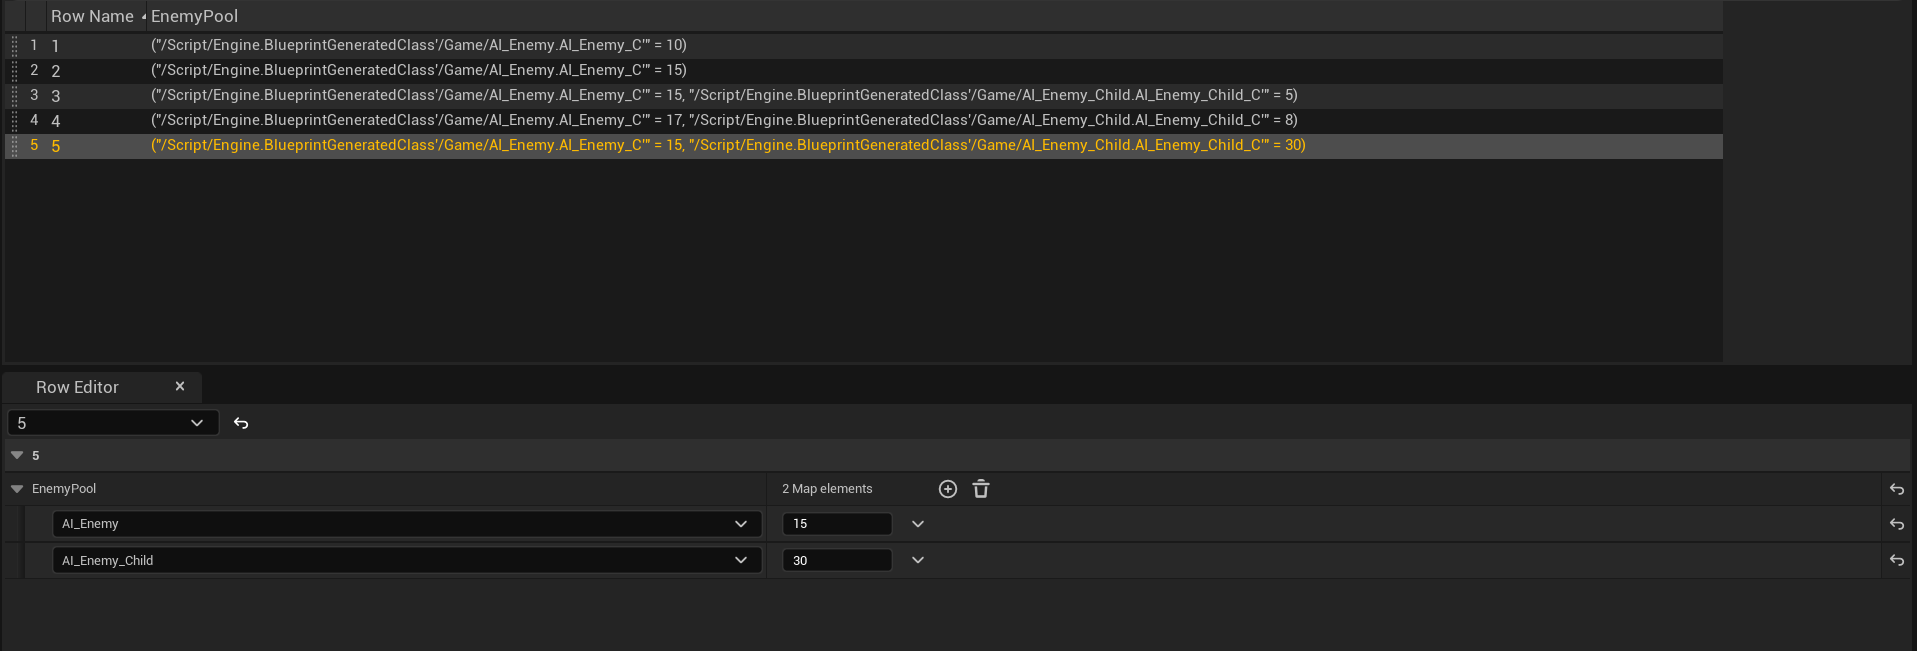 Row Name EnemyPool
1 1 ("/Script/Engine.BlueprintGeneratedClass'/Game/AI_Enemy.AI_Enemy_C'" = 10)
2 2 ("/Script/Engine.BlueprintGeneratedClass'/Game/AI_Enemy.AI_Enemy_C'" = 15)
3 3 ("/Script/Engine.BlueprintGeneratedClass'/Game/AI_Enemy.AI_Enemy_C'" = 15, "/Script/Engine.BlueprintGeneratedClass'/Game/AI_Enemy_Child.AI_Enemy_Child_C'" = 5)
4 4 ("/Script/Engine.BlueprintGeneratedClass'/Game/AI_Enemy.AI_Enemy_C'" = 17, "/Script/Engine.BlueprintGeneratedClass'/Game/AI_Enemy_Child.AI_Enemy_Child_C'" = 8)
5 5 ("/Script/Engine.BlueprintGeneratedClass'/Game/AI_Enemy.AI_Enemy_C'" = 15, "/Script/Engine.BlueprintGeneratedClass'/Game/AI_Enemy_Child.AI_Enemy_Child_C'" = 30)
Row Editor
5
5
EnemyPool 2 Map elements
AI_Enemy 15
AI_Enemy_Child 30